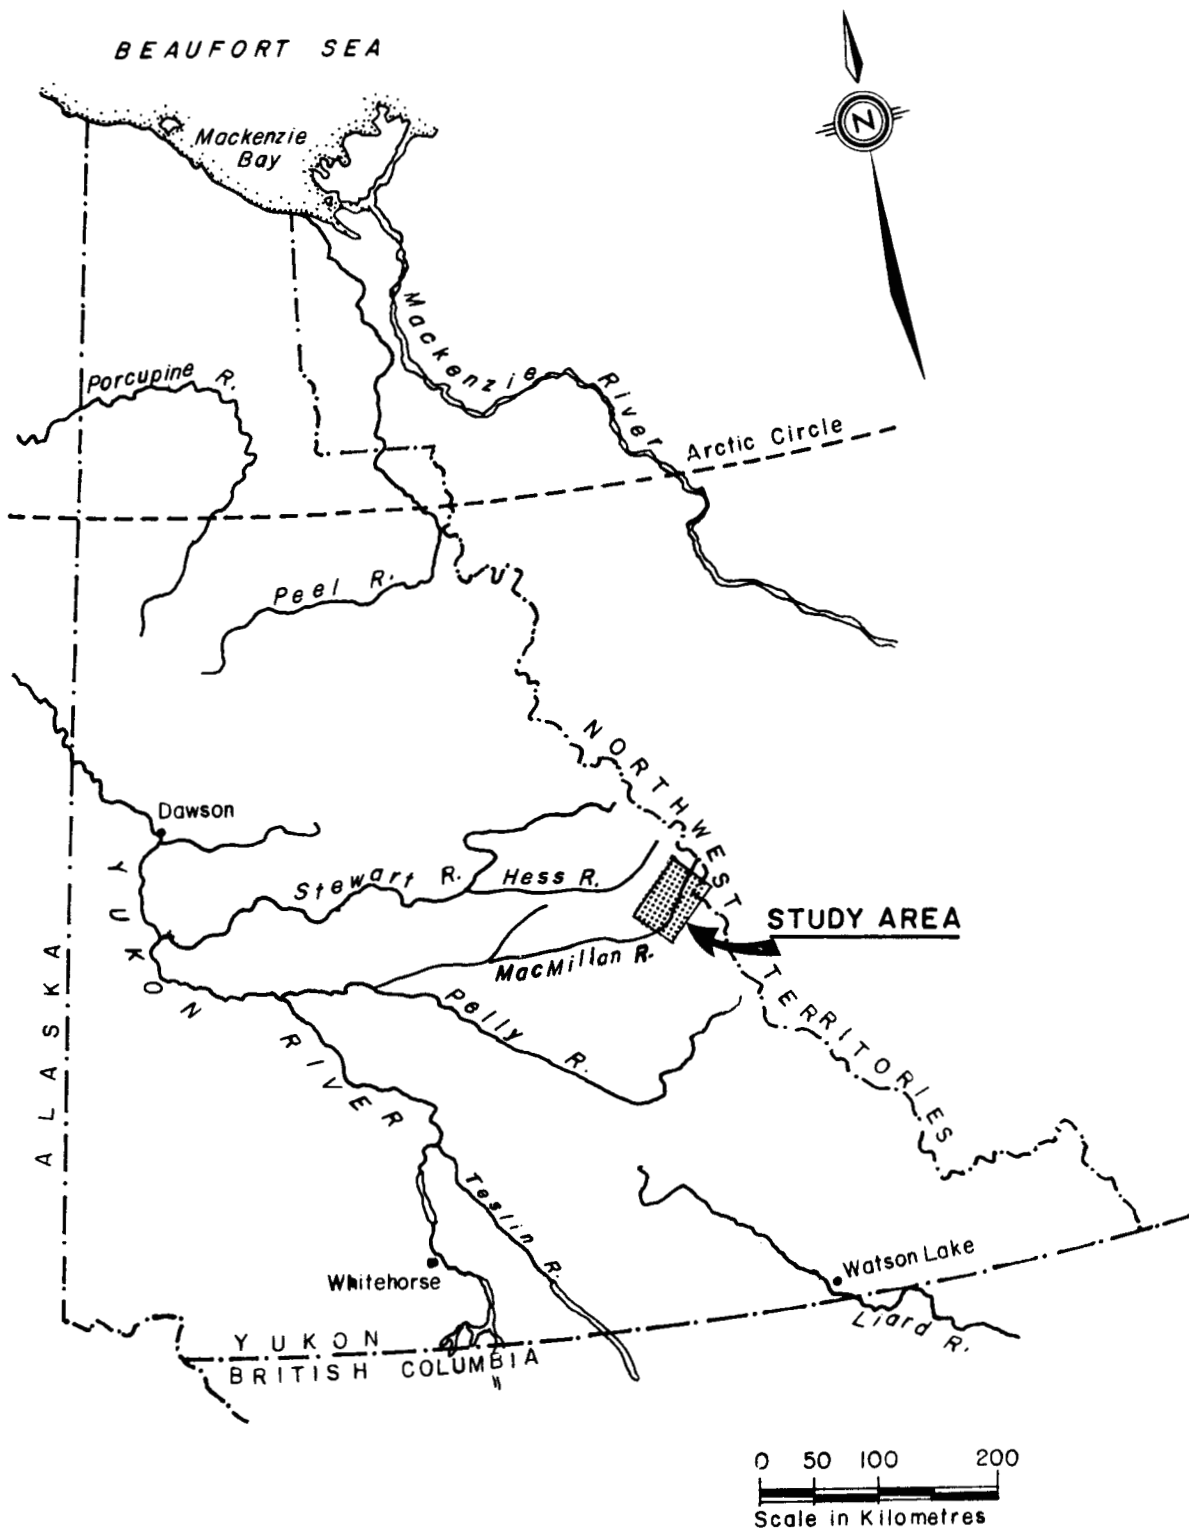 BEAUFORT SEA
Mackenzie
Bay
N
Mackenzie River
Porcupine R.
Arctic Circle
Peel R.
NORTHWEST TERRITORIES
Dawson
Stewart R.
Hess R.
STUDY AREA
MacMillan R.
Pelly R.
YUKON RIVER
ALASKA
Teslin R.
Watson Lake
Whitehorse
Liard R.
YUKON
BRITISH COLUMBIA
0 50 100 200
Scale in Kilometres